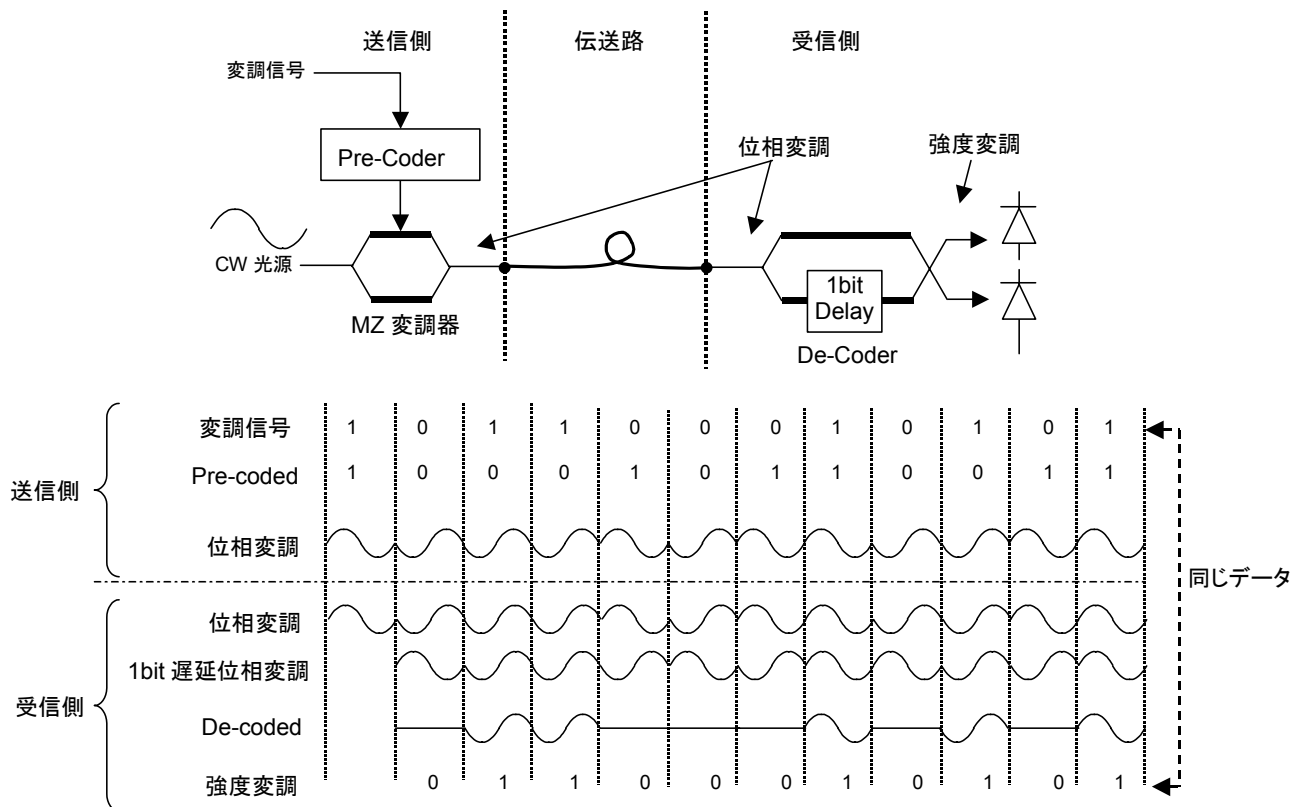 送信側 伝送路 受信側
変調信号
Pre-Coder
位相変調 強度変調
CW 光源
1bit
Delay
MZ 変調器
De-Coder
変調信号 1 0 1 1 0 0 0 1 0 1 0 1
Pre-coded 1 0 0 0 1 0 1 1 0 0 1 1
送信側
位相変調
同じデータ
位相変調
1bit 遅延位相変調
受信側
De-coded
強度変調 0 1 1 0 0 0 1 0 1 0 1